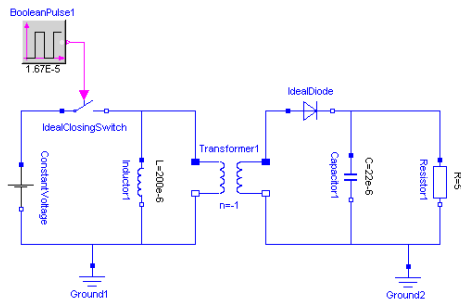 BooleanPulse1
1.67E-5
IdealClosingSwitch
IdealDiode
ConstantVoltage
Inductor1
L=200e-6
Transformer1
n=-1
Capacitor1
C=22e-6
Resistor1
R=5
Ground1
Ground2